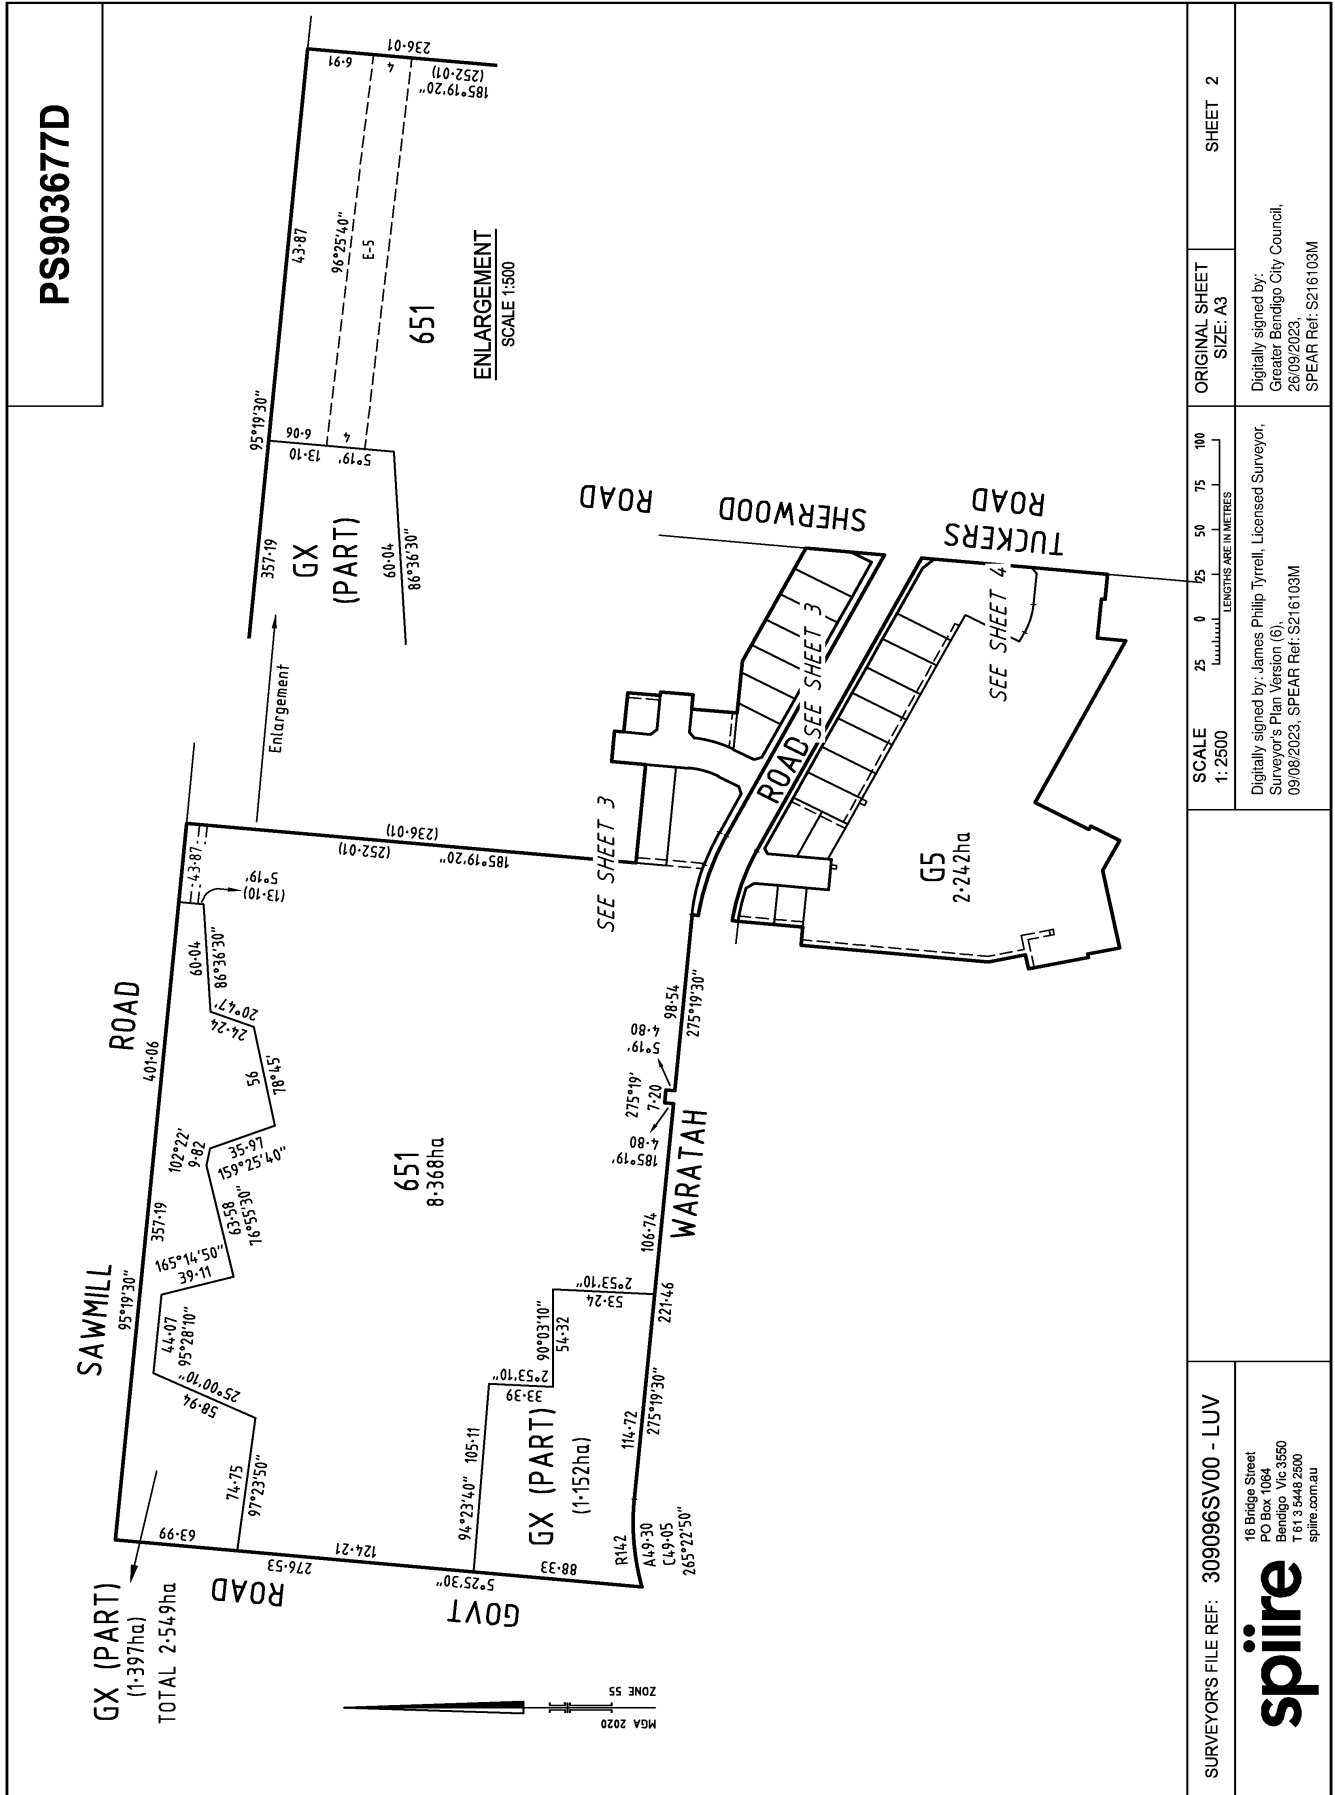 PS903677D
SAWMILL
ROAD
95°19'30"
401·06
357·19
44·07
95°28'10"
165°14'50"
39·11
63·58
76°55'30"
102°22'
9·82
35·97
159°25'40"
56
78°45'
24·24
20°47'
60·04
86°36'30"
43·87
5°19'
(13·10)
58·94
25°00'10"
74·75
97°23'50"
63·99
GX (PART)
(1·397ha)
TOTAL 2·549ha
GOVT
ROAD
276·53
124·21
5°25'30"
88·33
94°23'40"
105·11
33·39
2°53'10"
90°03'10"
54·32
53·24
2°53'10"
GX (PART)
(1·152ha)
R142
A49·30
C49·05
265°22'50"
114·72
275°19'30"
221·46
106·74
185°19'
4·80
275°19'
7·20
5°19'
4·80
98·54
275°19'30"
651
8·368ha
WARATAH
ROAD
185°19'20"
(252·01)
(236·01)
SEE SHEET 3
SEE SHEET 3
SEE SHEET 4
G5
2·242ha
SHERWOOD
ROAD
TUCKERS
ROAD
Enlargement
357·19
95°19'30"
43·87
GX
(PART)
60·04
86°36'30"
13·10
5°19'
6·06
4
96°25'40"
E-5
6·91
4
236·01
(252·01)
185°19'20"
651
ENLARGEMENT
SCALE 1:500
MGA 2020
ZONE 55
SURVEYOR'S FILE REF: 309096SV00 - LUV
spiire
16 Bridge Street
PO Box 1064
Bendigo Vic 3550
T 61 3 5448 2500
spiire.com.au
SCALE
1: 2500
25 0 25 50 75 100
LENGTHS ARE IN METRES
ORIGINAL SHEET
SIZE: A3
SHEET 2
Digitally signed by: James Philip Tyrrell, Licensed Surveyor,
Surveyor's Plan Version (6),
09/08/2023, SPEAR Ref: S216103M
Digitally signed by:
Greater Bendigo City Council,
26/09/2023,
SPEAR Ref: S216103M